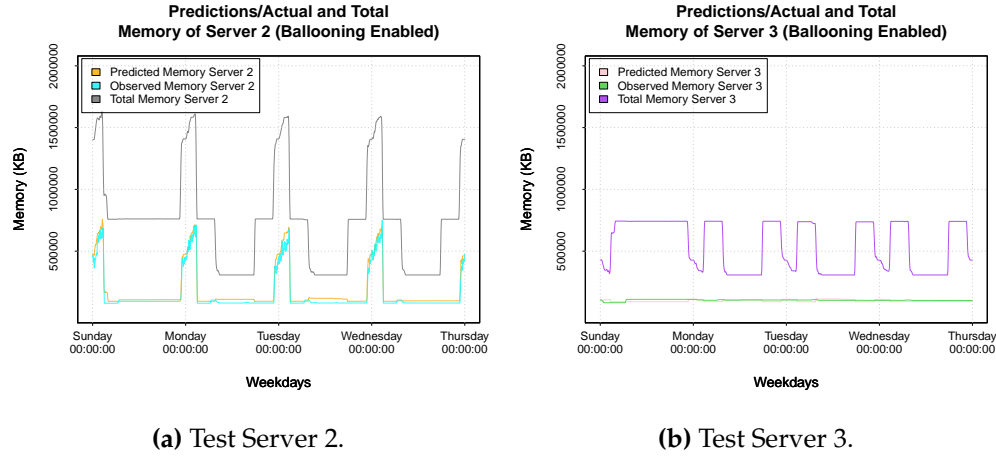 Predictions/Actual and Total
Memory of Server 2 (Ballooning Enabled)
Predicted Memory Server 2
Observed Memory Server 2
Total Memory Server 2
Memory (KB)
2000000
1500000
1000000
500000
Sunday 00:00:00
Monday 00:00:00
Tuesday 00:00:00
Wednesday 00:00:00
Thursday 00:00:00
Weekdays
(a) Test Server 2.
Predictions/Actual and Total
Memory of Server 3 (Ballooning Enabled)
Predicted Memory Server 3
Observed Memory Server 3
Total Memory Server 3
Memory (KB)
2000000
1500000
1000000
500000
Sunday 00:00:00
Monday 00:00:00
Tuesday 00:00:00
Wednesday 00:00:00
Thursday 00:00:00
Weekdays
(b) Test Server 3.